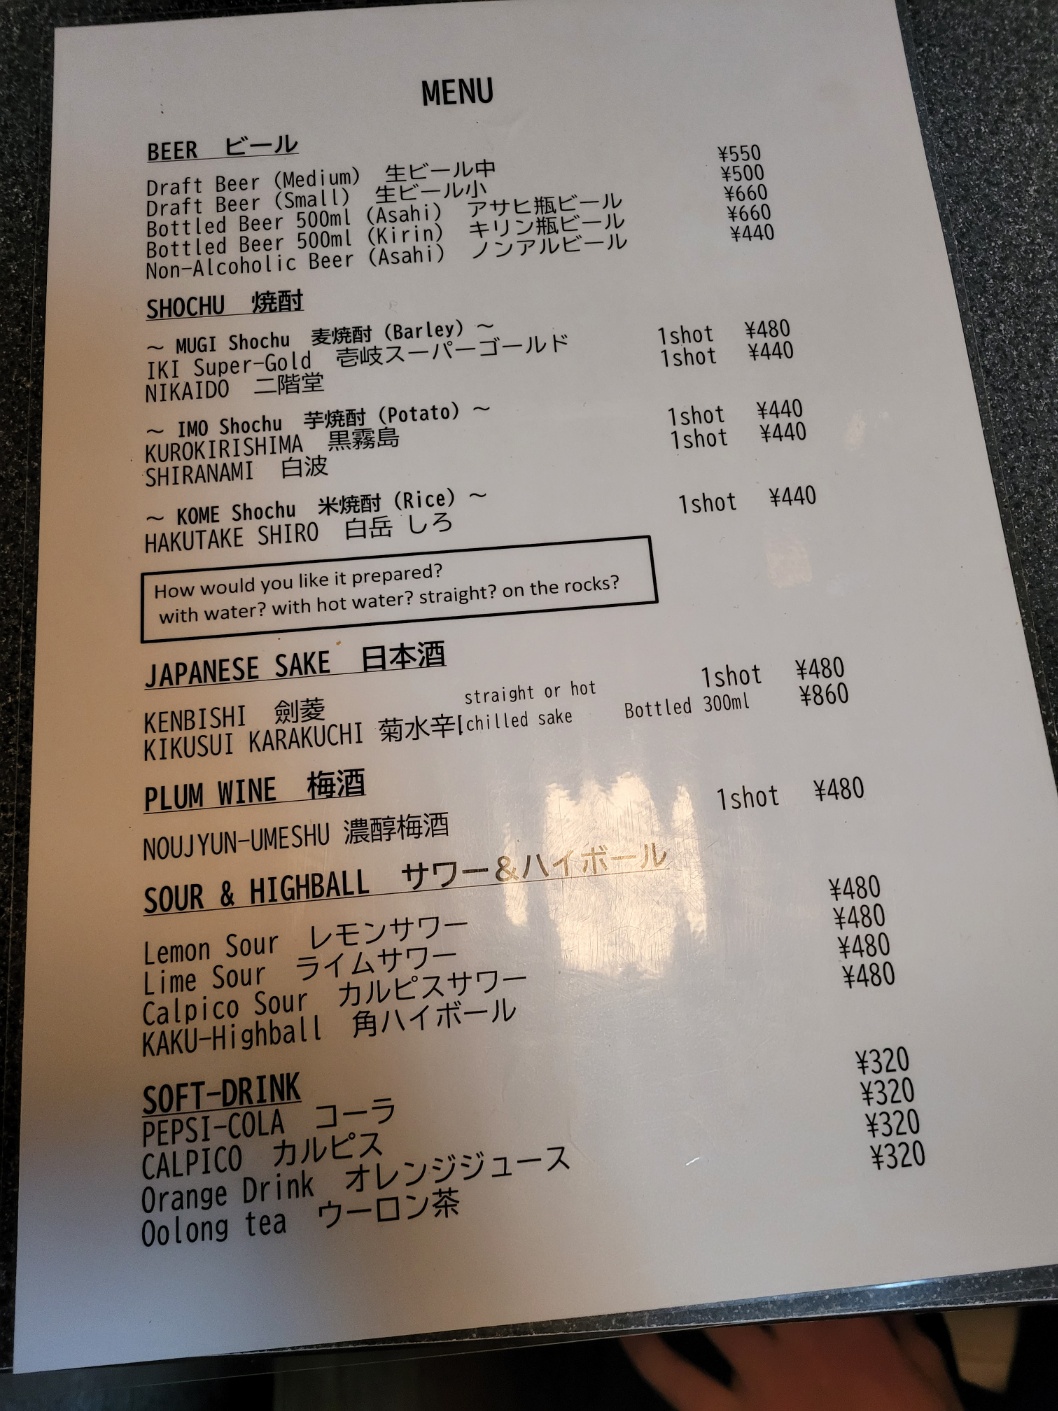 MENU
BEER ビール
Draft Beer (Medium) 生ビール中 ¥550
Draft Beer (Small) 生ビール小 ¥500
Bottled Beer 500ml (Asahi) アサヒ瓶ビール ¥660
Bottled Beer 500ml (Kirin) キリン瓶ビール ¥660
Non-Alcoholic Beer (Asahi) ノンアルビール ¥440
SHOCHU 焼酎
～ MUGI Shochu 麦焼酎 (Barley) ～
IKI Super-Gold 壱岐スーパーゴールド 1shot ¥480
NIKAIDO 二階堂 1shot ¥440
～ IMO Shochu 芋焼酎 (Potato) ～
KUROKIRISHIMA 黒霧島 1shot ¥440
SHIRANAMI 白波 1shot ¥440
～ KOME Shochu 米焼酎 (Rice) ～
HAKUTAKE SHIRO 白岳 しろ 1shot ¥440
How would you like it prepared?
with water? with hot water? straight? on the rocks?
JAPANESE SAKE 日本酒
KENBISHI 劍菱 straight or hot 1shot ¥480
KIKUSUI KARAKUCHI 菊水辛 chilled sake Bottled 300ml ¥860
PLUM WINE 梅酒
NOUJYUN-UMESHU 濃醇梅酒 1shot ¥480
SOUR & HIGHBALL サワー＆ハイボール
Lemon Sour レモンサワー ¥480
Lime Sour ライムサワー ¥480
Calpico Sour カルピスサワー ¥480
KAKU-Highball 角ハイボール ¥480
SOFT-DRINK
PEPSI-COLA コーラ ¥320
CALPICO カルピス ¥320
Orange Drink オレンジジュース ¥320
Oolong tea ウーロン茶 ¥320